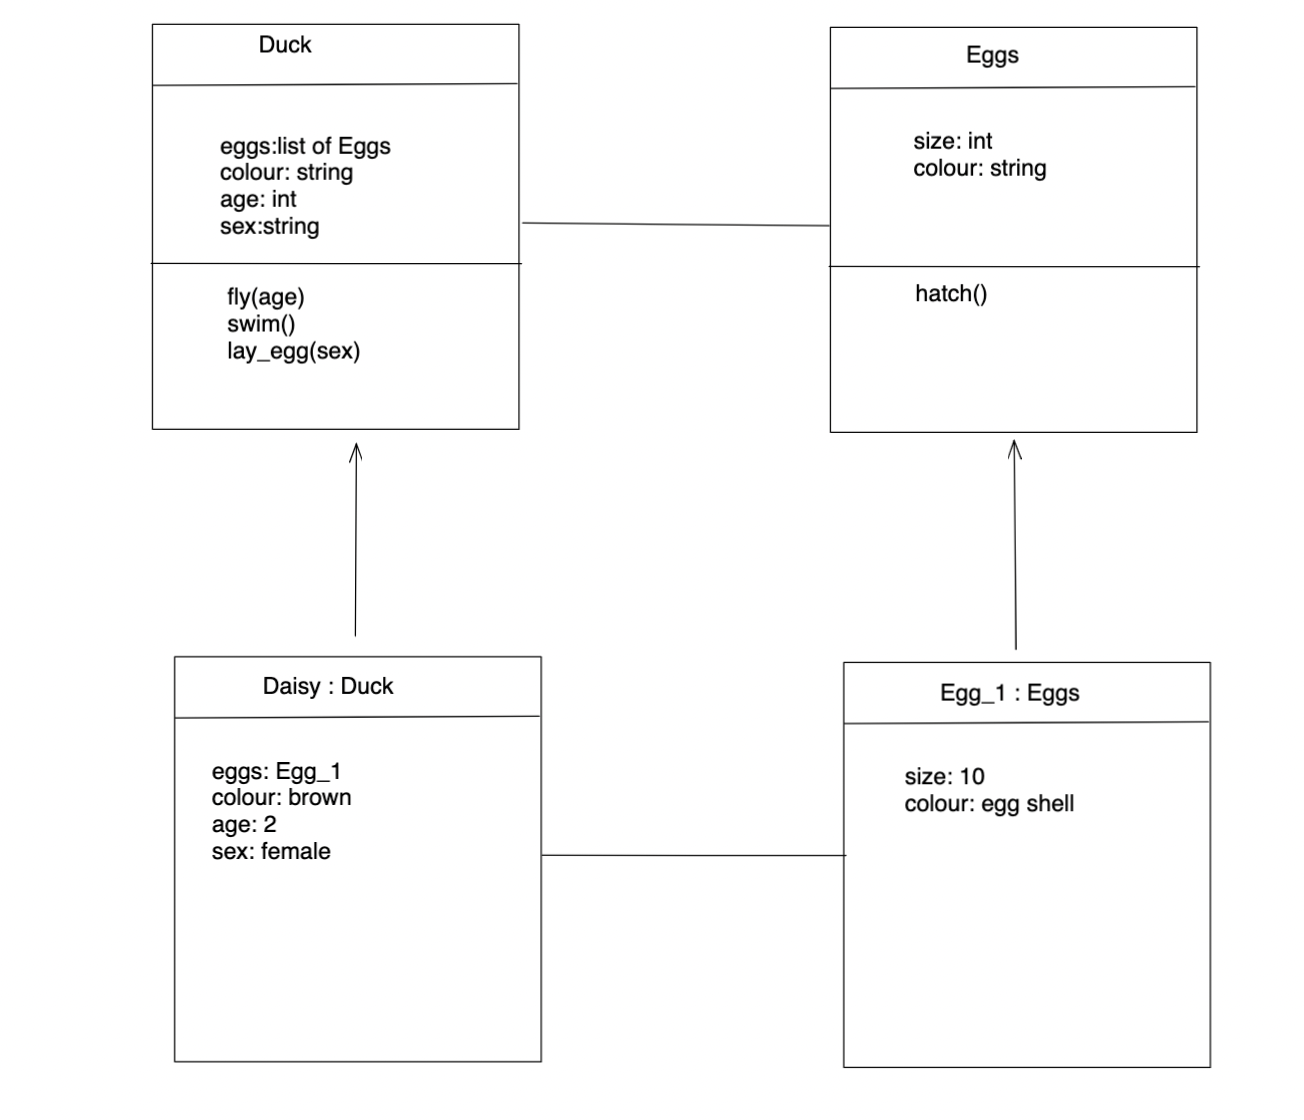 Duck
eggs:list of Eggs
colour: string
age: int
sex:string
fly(age)
swim()
lay_egg(sex)
Eggs
size: int
colour: string
hatch()
Daisy : Duck
eggs: Egg_1
colour: brown
age: 2
sex: female
Egg_1 : Eggs
size: 10
colour: egg shell